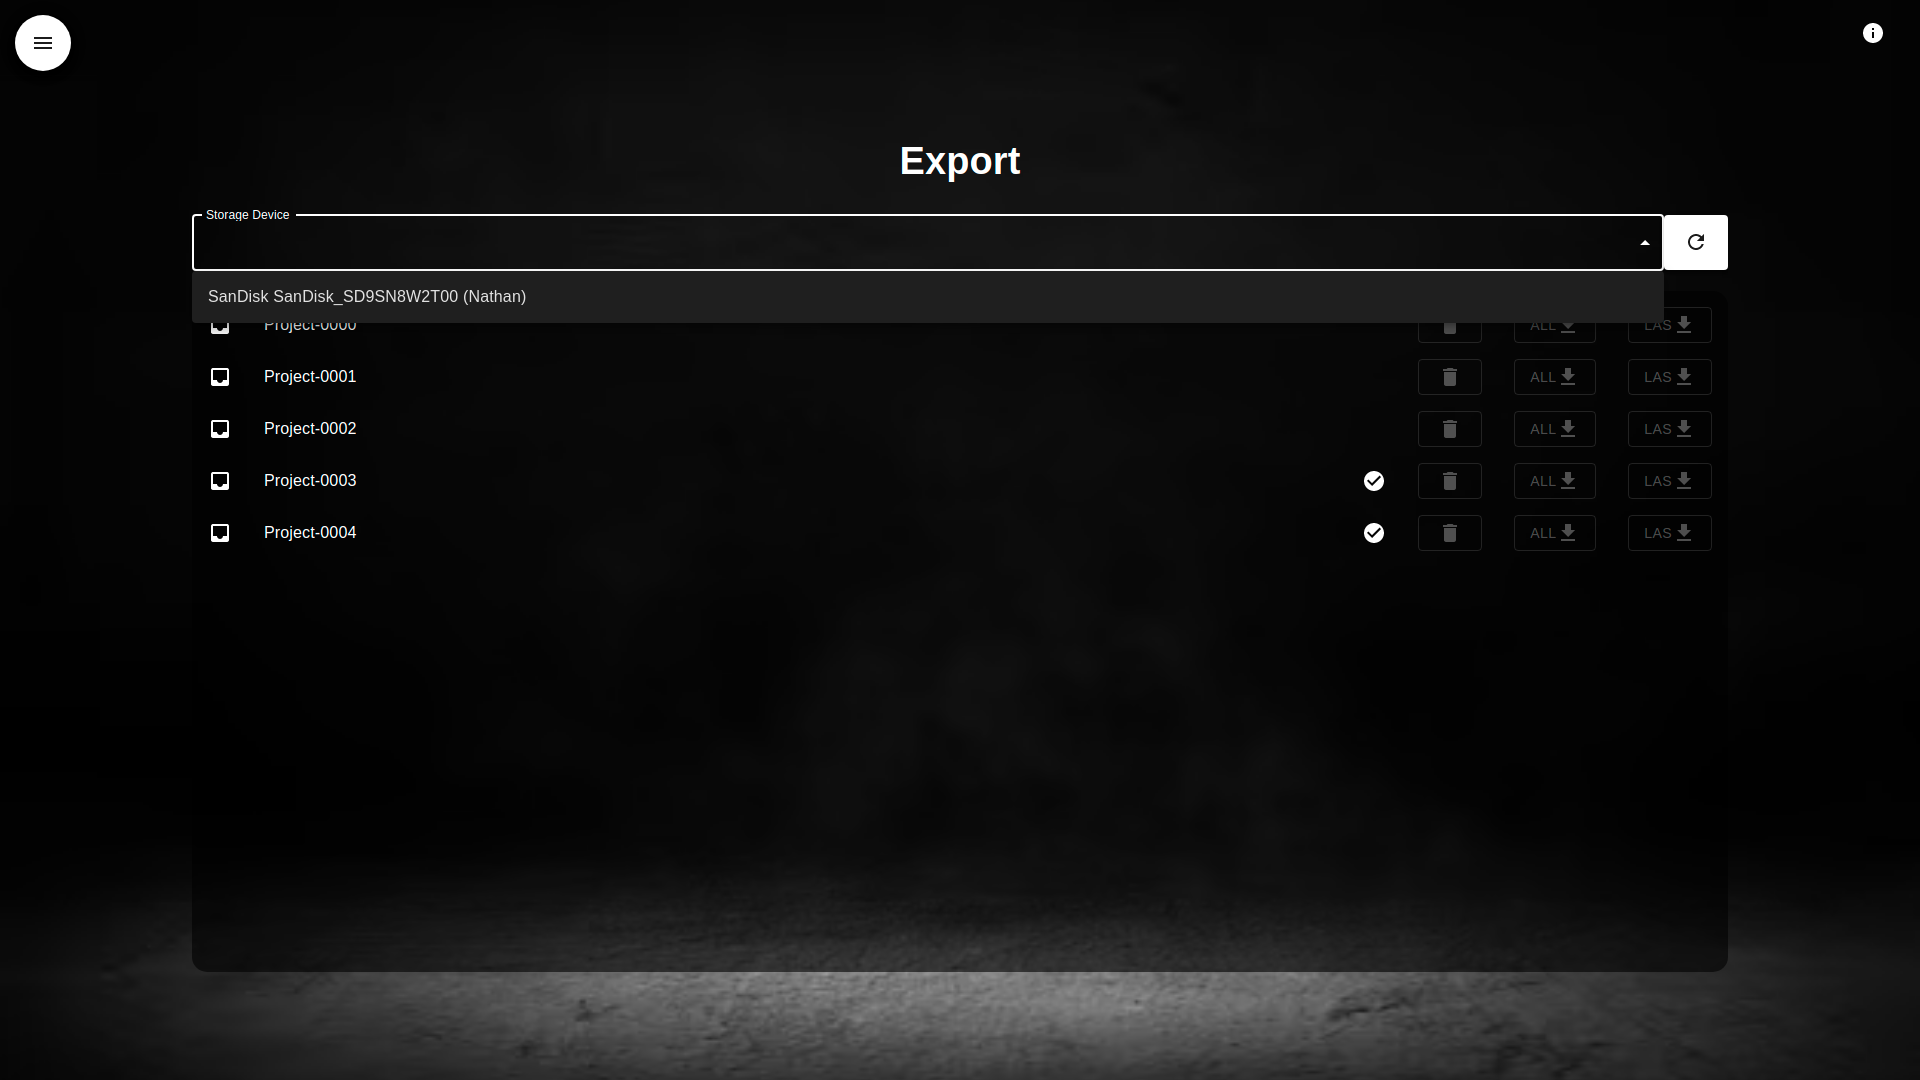 Export
Storage Device
SanDisk SanDisk_SD9SN8W2T00 (Nathan)
Project-0000 ALL LAS
Project-0001 ALL LAS
Project-0002 ALL LAS
Project-0003 ALL LAS
Project-0004 ALL LAS